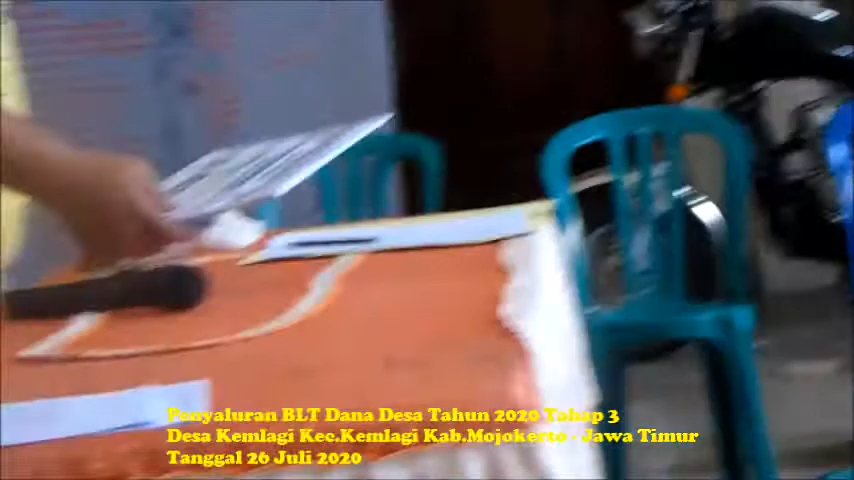 Penyaluran BLT Dana Desa Tahun 2020 Tahap 3
Desa Kemlagi Kec.Kemlagi Kab.Mojokerto - Jawa Timur
Tanggal 26 Juli 2020